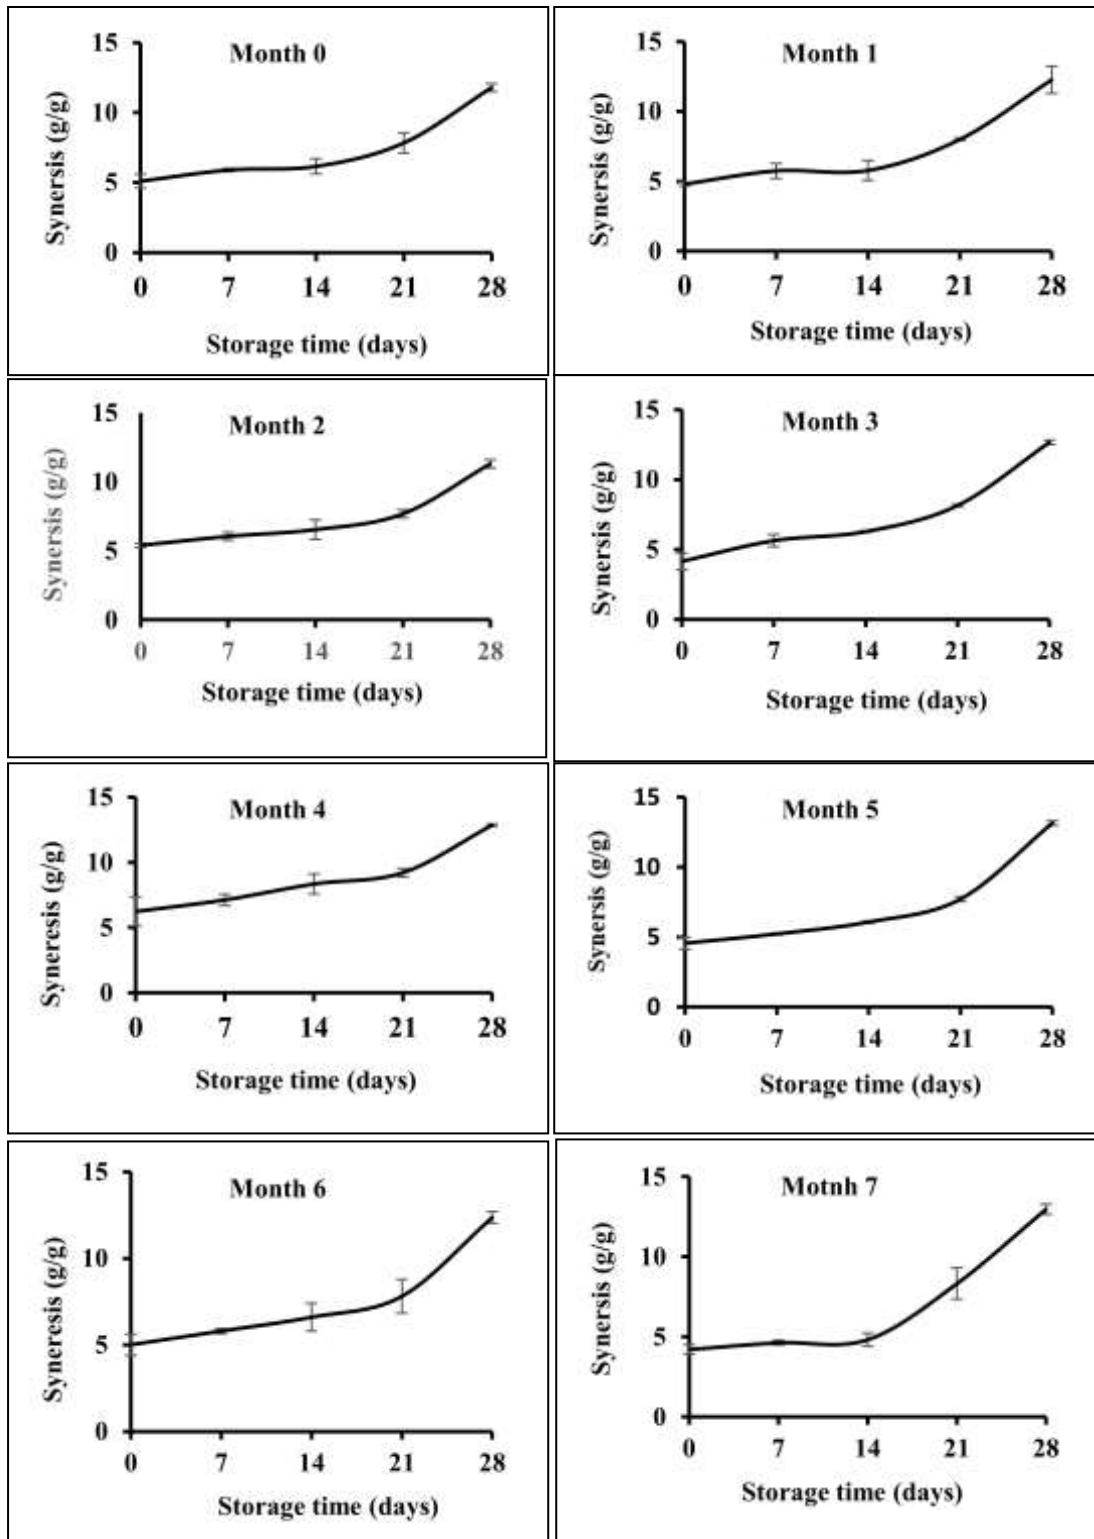 Month 0
Synersis (g/g)
15
10
5
0
0 7 14 21 28
Storage time (days)
Month 1
Synersis (g/g)
15
10
5
0
0 7 14 21 28
Storage time (days)
Month 2
Synersis (g/g)
15
10
5
0
0 7 14 21 28
Storage time (days)
Month 3
Synersis (g/g)
15
10
5
0
0 7 14 21 28
Storage time (days)
Month 4
Syneresis (g/g)
15
10
5
0
0 7 14 21 28
Storage time (days)
Month 5
Synersis (g/g)
15
10
5
0
0 7 14 21 28
Storage time (days)
Month 6
Syneresis (g/g)
15
10
5
0
0 7 14 21 28
Storage time (days)
Motnh 7
Syneresis (g/g)
15
10
5
0
0 7 14 21 28
Storage time (days)